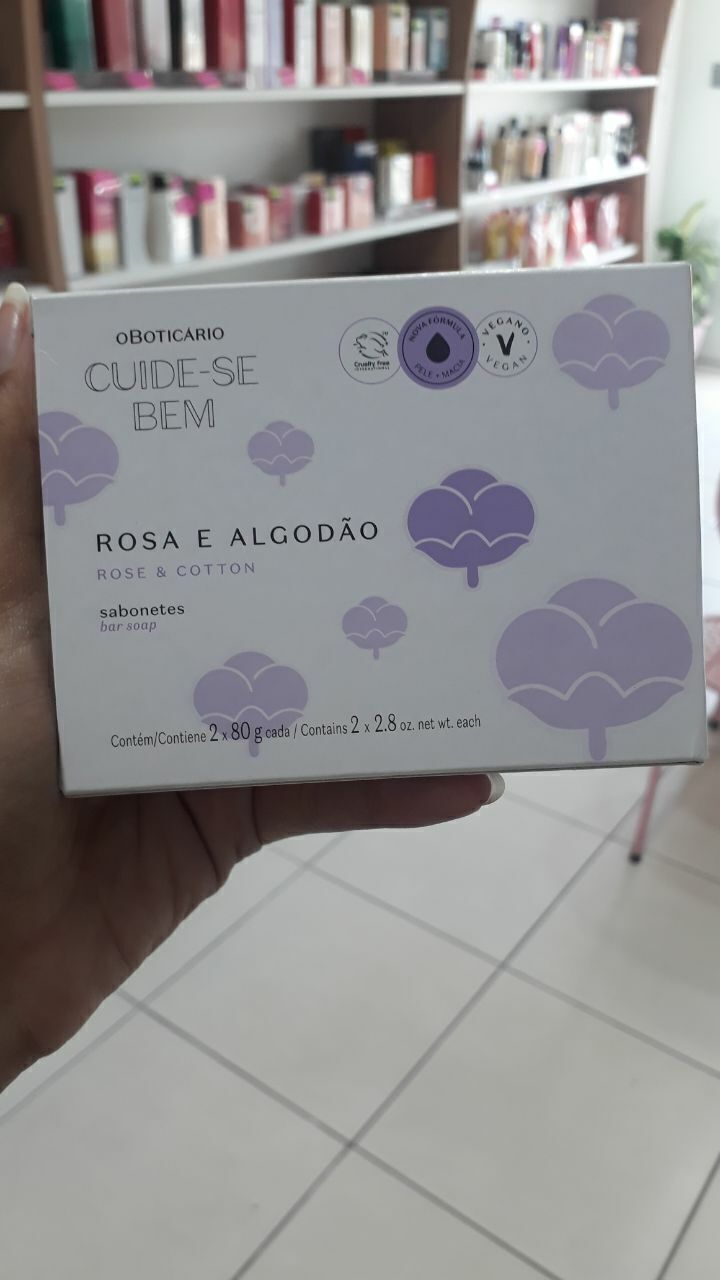 oBOTICÁRIO
CUIDE-SE
BEM
Cruelty Free
INTERNATIONAL
NOVA FÓRMULA
PELE + MACIA
VEGANO
V
VEGAN
ROSA E ALGODÃO
ROSE & COTTON
sabonetes
bar soap
Contém/Contiene 2 x 80 g cada / Contains 2 x 2.8 oz. net wt. each